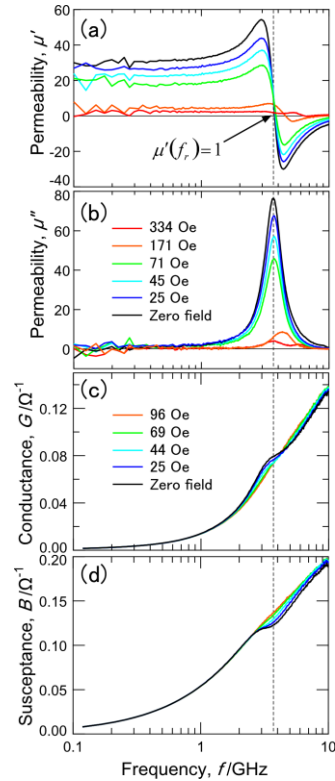 (a)
Permeability, μ′
60
40
20
0
-20
-40
μ′(fᵣ)=1
(b)
Permeability, μ″
80
60
40
20
0
334 Oe
171 Oe
71 Oe
45 Oe
25 Oe
Zero field
(c)
Conductance, G/Ω⁻¹
0.12
0.08
0.04
0.00
96 Oe
69 Oe
44 Oe
25 Oe
Zero field
(d)
Susceptance, B/Ω⁻¹
0.20
0.15
0.10
0.05
0.00
0.1
1
10
Frequency, f/GHz